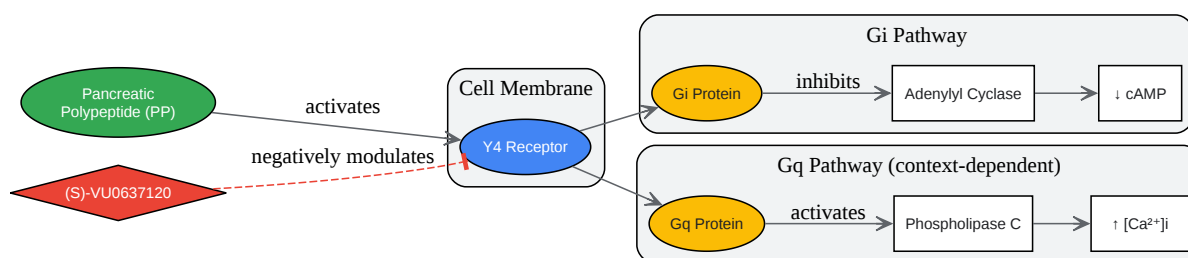 Pancreatic
Polypeptide (PP)
activates
(S)-VU0637120
negatively modulates
Cell Membrane
Y4 Receptor
Gi Pathway
Gi Protein
inhibits
Adenylyl Cyclase
↓ cAMP
Gq Pathway (context-dependent)
Gq Protein
activates
Phospholipase C
↑ [Ca²⁺]i